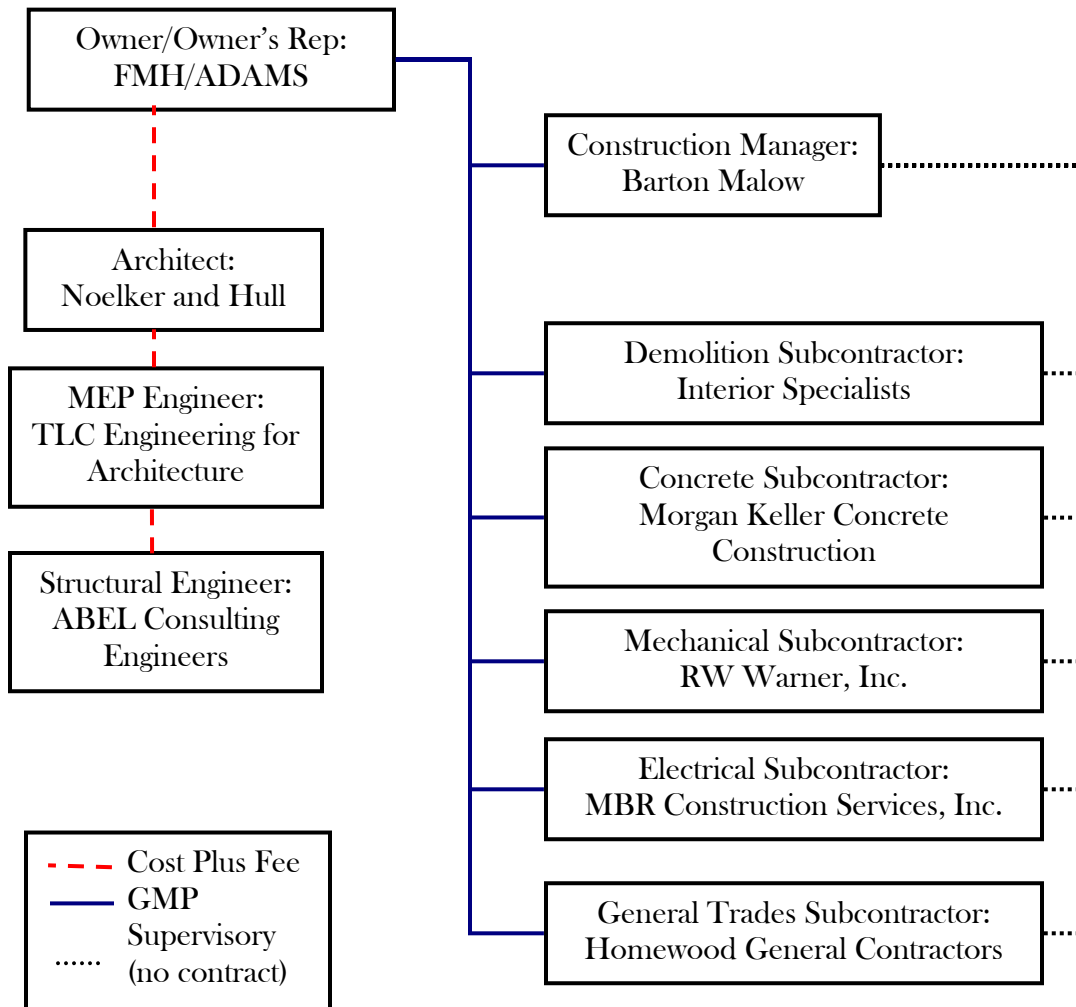 Owner/Owner’s Rep:
FMH/ADAMS
Construction Manager:
Barton Malow
Architect:
Noelker and Hull
Demolition Subcontractor:
Interior Specialists
MEP Engineer:
TLC Engineering for
Architecture
Concrete Subcontractor:
Morgan Keller Concrete
Construction
Structural Engineer:
ABEL Consulting
Engineers
Mechanical Subcontractor:
RW Warner, Inc.
Electrical Subcontractor:
MBR Construction Services, Inc.
General Trades Subcontractor:
Homewood General Contractors
Cost Plus Fee
GMP
Supervisory
(no contract)